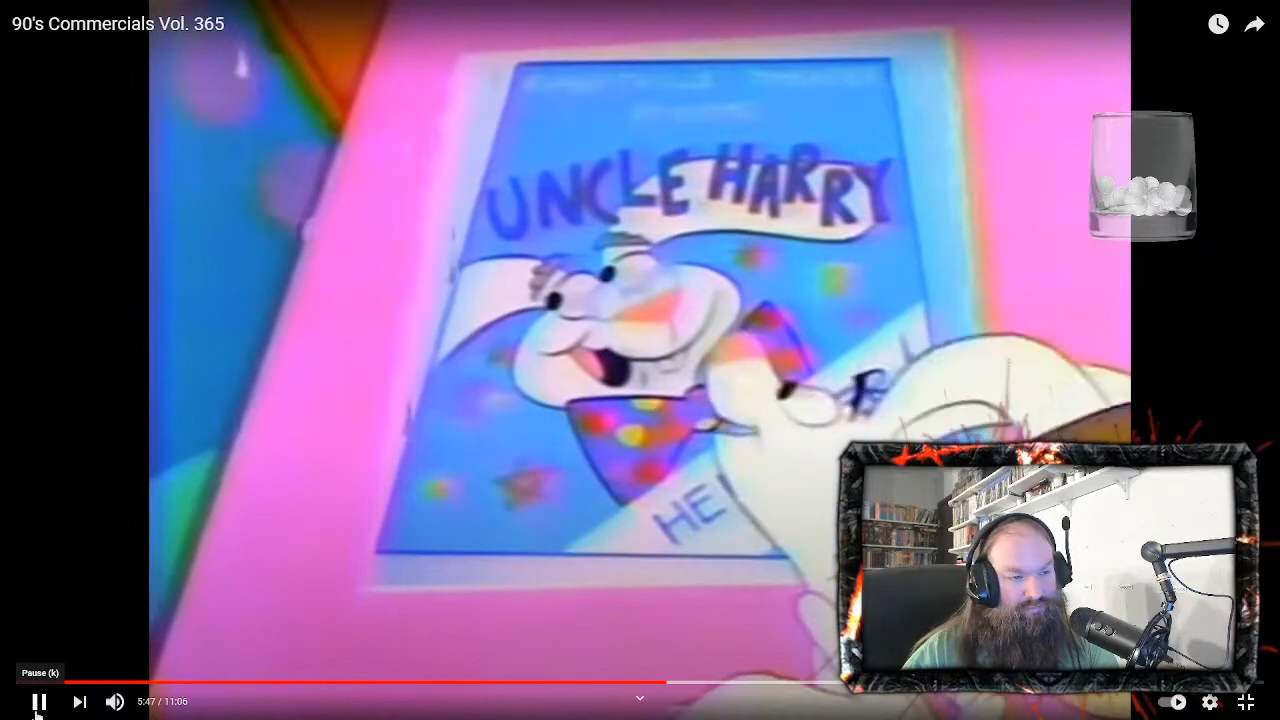 90's Commercials Vol. 365
UNCLE HARRY
HE
Pause (k)
5:47 / 11:06